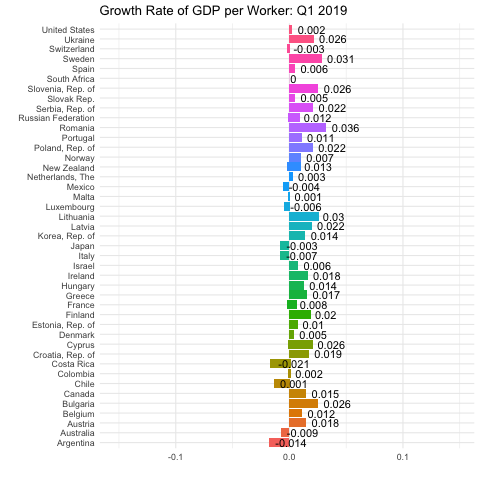 Growth Rate of GDP per Worker: Q1 2019
United States 0.002
Ukraine 0.026
Switzerland -0.003
Sweden 0.031
Spain 0.006
South Africa 0
Slovenia, Rep. of 0.026
Slovak Rep. 0.005
Serbia, Rep. of 0.022
Russian Federation 0.012
Romania 0.036
Portugal 0.011
Poland, Rep. of 0.022
Norway 0.007
New Zealand 0.013
Netherlands, The 0.003
Mexico -0.004
Malta 0.001
Luxembourg -0.006
Lithuania 0.03
Latvia 0.022
Korea, Rep. of 0.014
Japan -0.003
Italy -0.007
Israel 0.006
Ireland 0.018
Hungary 0.014
Greece 0.017
France 0.008
Finland 0.02
Estonia, Rep. of 0.01
Denmark 0.005
Cyprus 0.026
Croatia, Rep. of 0.019
Costa Rica -0.021
Colombia 0.002
Chile 0.001
Canada 0.015
Bulgaria 0.026
Belgium 0.012
Austria 0.018
Australia -0.009
Argentina -0.014
-0.1 0.0 0.1